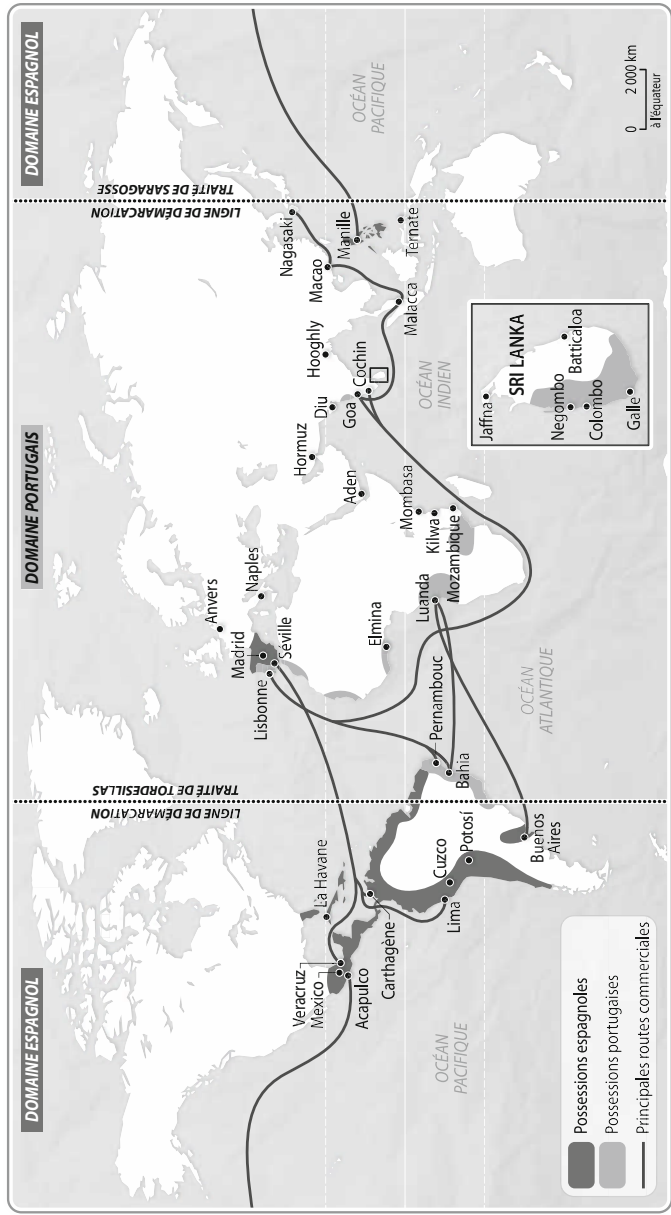 DOMAINE ESPAGNOL
DOMAINE PORTUGAIS
DOMAINE ESPAGNOL
LIGNE DE DÉMARCATION
TRAITÉ DE TORDESILLAS
LIGNE DE DÉMARCATION
TRAITÉ DE SARAGOSSE
Anvers
Madrid
Naples
Lisbonne
Séville
Nagasaki
Macao
Hooghly
Hormuz
Diu
Manille
La Havane
Veracruz
Mexico
Acapulco
Goa
Cochin
Aden
Carthagène
Elmina
Malacca
Ternate
OCÉAN
PACIFIQUE
OCÉAN
PACIFIQUE
OCÉAN
INDIEN
OCÉAN
ATLANTIQUE
Mombasa
Kilwa
Mozambique
Luanda
Pernambouc
Bahia
Lima
Cuzco
Potosí
Buenos
Aires
Jaffna
SRI LANKA
Negombo
Batticaloa
Colombo
Galle
Possessions espagnoles
Possessions portugaises
Principales routes commerciales
0 2 000 km
à l'équateur